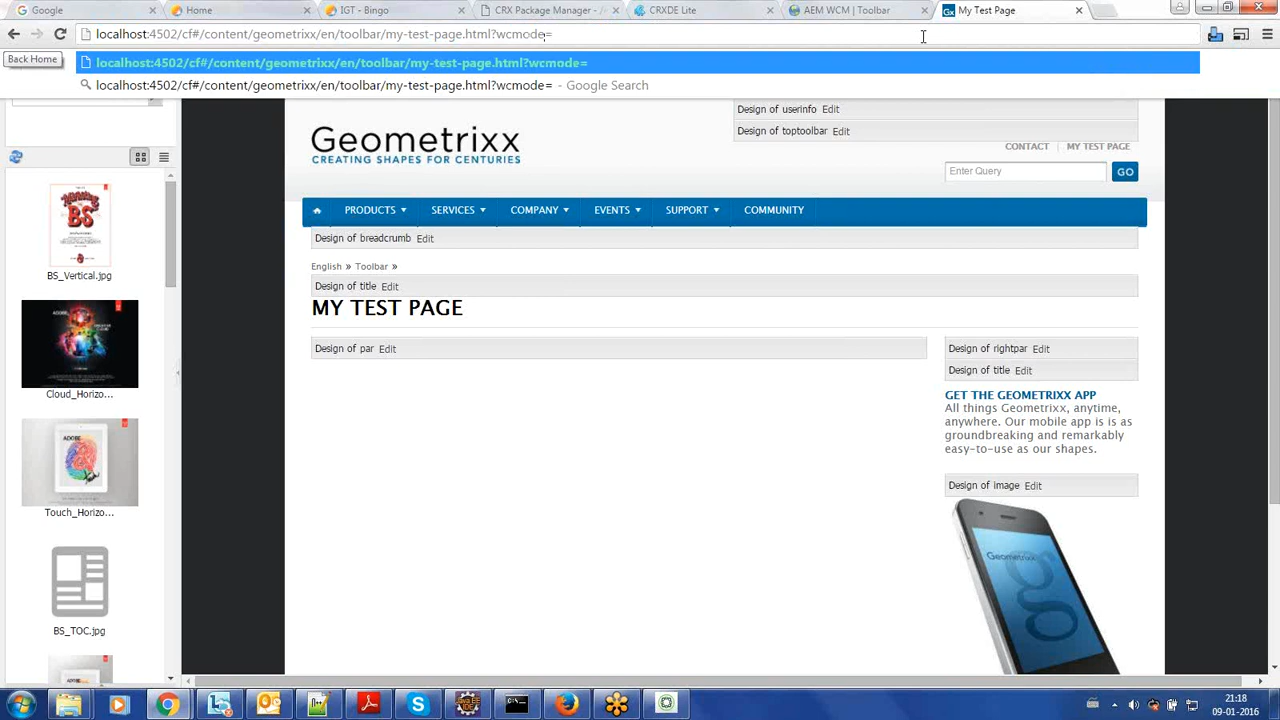 Google
Home
IGT - Bingo
CRX Package Manager - /
CRXDE Lite
AEM WCM | Toolbar
Gx My Test Page
localhost:4502/cf#/content/geometrixx/en/toolbar/my-test-page.html?wcmode=
Back Home
localhost:4502/cf#/content/geometrixx/en/toolbar/my-test-page.html?wcmode=
localhost:4502/cf#/content/geometrixx/en/toolbar/my-test-page.html?wcmode= - Google Search
Design of userinfo Edit
Design of toptoolbar Edit
Geometrixx
CREATING SHAPES FOR CENTURIES
CONTACT MY TEST PAGE
Enter Query GO
PRODUCTS SERVICES COMPANY EVENTS SUPPORT COMMUNITY
Design of breadcrumb Edit
English » Toolbar »
Design of title Edit
MY TEST PAGE
Design of par Edit
Design of rightpar Edit
Design of title Edit
GET THE GEOMETRIXX APP
All things Geometrixx, anytime,
anywhere. Our mobile app is is as
groundbreaking and remarkably
easy-to-use as our shapes.
Design of image Edit
Geometrixx
g
BS
BS_Vertical.jpg
Cloud_Horizo...
ADOBE
Touch_Horizo...
BS_TOC.jpg
21:18
09-01-2016